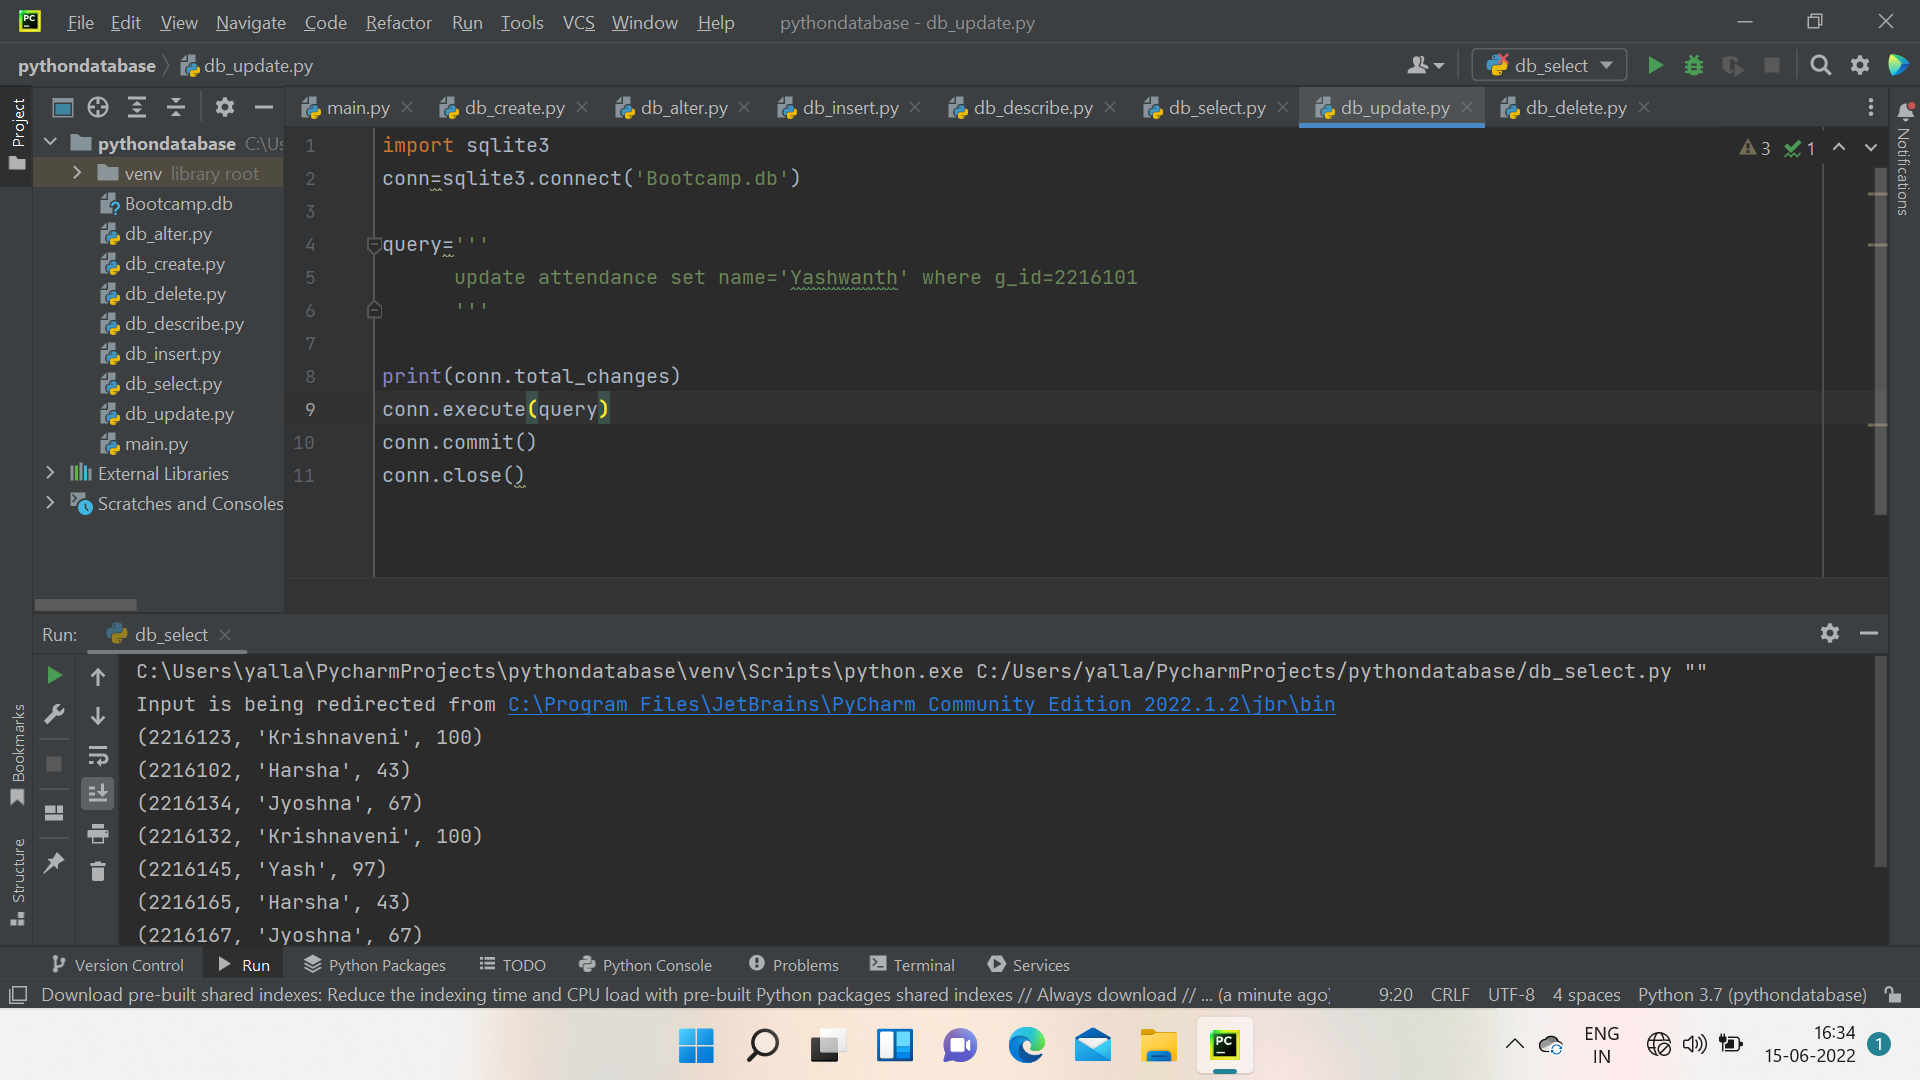 File Edit View Navigate Code Refactor Run Tools VCS Window Help pythondatabase - db_update.py
pythondatabase db_update.py db_select
Project main.py db_create.py db_alter.py db_insert.py db_describe.py db_select.py db_update.py db_delete.py
pythondatabase C:\Us
venv library root
Bootcamp.db
db_alter.py
db_create.py
db_delete.py
db_describe.py
db_insert.py
db_select.py
db_update.py
main.py
External Libraries
Scratches and Consoles
1 import sqlite3
2 conn=sqlite3.connect('Bootcamp.db')
3
4 query='''
5 update attendance set name='Yashwanth' where g_id=2216101
6 '''
7
8 print(conn.total_changes)
9 conn.execute(query)
10 conn.commit()
11 conn.close()
3 1
Notifications
Run: db_select
C:\Users\yalla\PycharmProjects\pythondatabase\venv\Scripts\python.exe C:/Users/yalla/PycharmProjects/pythondatabase/db_select.py ""
Input is being redirected from C:\Program Files\JetBrains\PyCharm Community Edition 2022.1.2\jbr\bin
(2216123, 'Krishnaveni', 100)
(2216102, 'Harsha', 43)
(2216134, 'Jyoshna', 67)
(2216132, 'Krishnaveni', 100)
(2216145, 'Yash', 97)
(2216165, 'Harsha', 43)
(2216167, 'Jyoshna', 67)
Bookmarks
Structure
Version Control Run Python Packages TODO Python Console Problems Terminal Services
Download pre-built shared indexes: Reduce the indexing time and CPU load with pre-built Python packages shared indexes // Always download // ... (a minute ago) 9:20 CRLF UTF-8 4 spaces Python 3.7 (pythondatabase)
PC
ENG
IN
16:34
15-06-2022
1